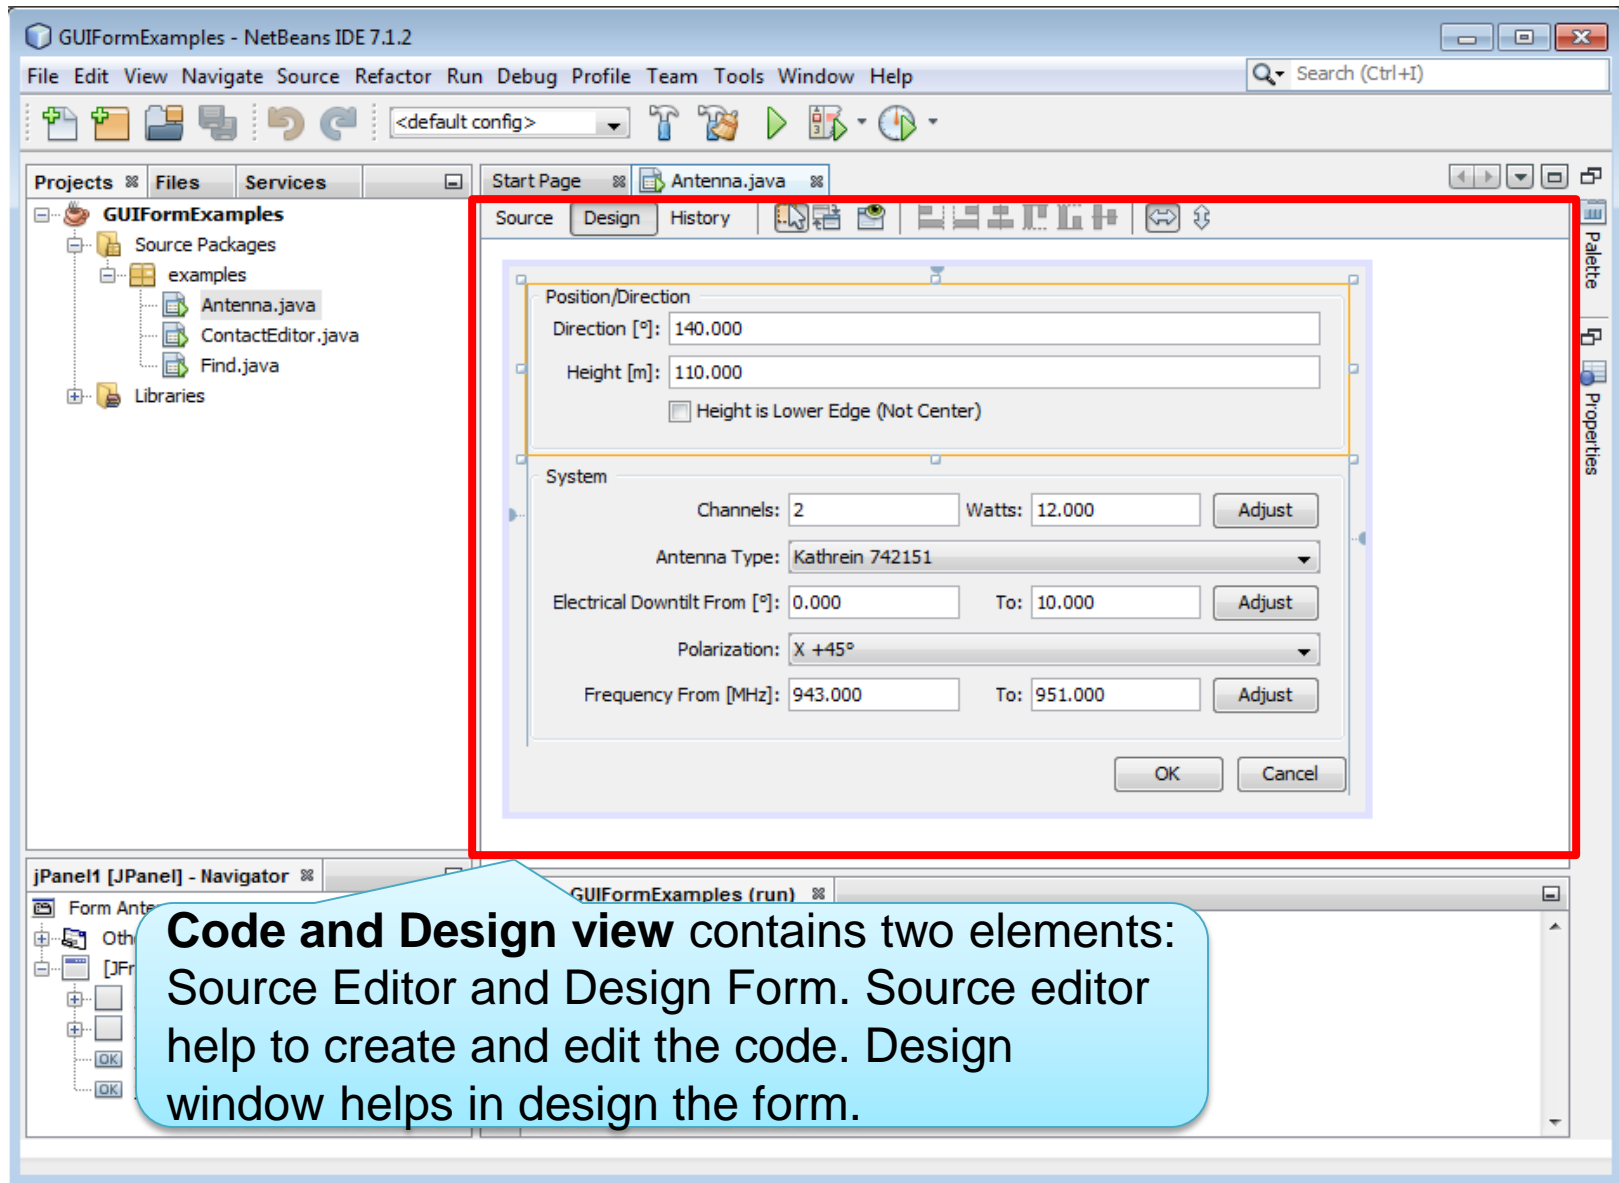 GUIFormExamples - NetBeans IDE 7.1.2
File Edit View Navigate Source Refactor Run Debug Profile Team Tools Window Help
Search (Ctrl+I)
<default config>
Projects Files Services
Start Page Antenna.java
GUIFormExamples
Source Packages
examples
Antenna.java
ContactEditor.java
Find.java
Libraries
Source Design History
Position/Direction
Direction [°]: 140.000
Height [m]: 110.000
Height is Lower Edge (Not Center)
System
Channels: 2 Watts: 12.000 Adjust
Antenna Type: Kathrein 742151
Electrical Downtilt From [°]: 0.000 To: 10.000 Adjust
Polarization: X +45°
Frequency From [MHz]: 943.000 To: 951.000 Adjust
OK Cancel
Palette
Properties
jPanel1 [JPanel] - Navigator
GUIFormExamples (run)
Form Ante
Oth
[JFr
OK
OK
Code and Design view contains two elements:
Source Editor and Design Form. Source editor
help to create and edit the code. Design
window helps in design the form.